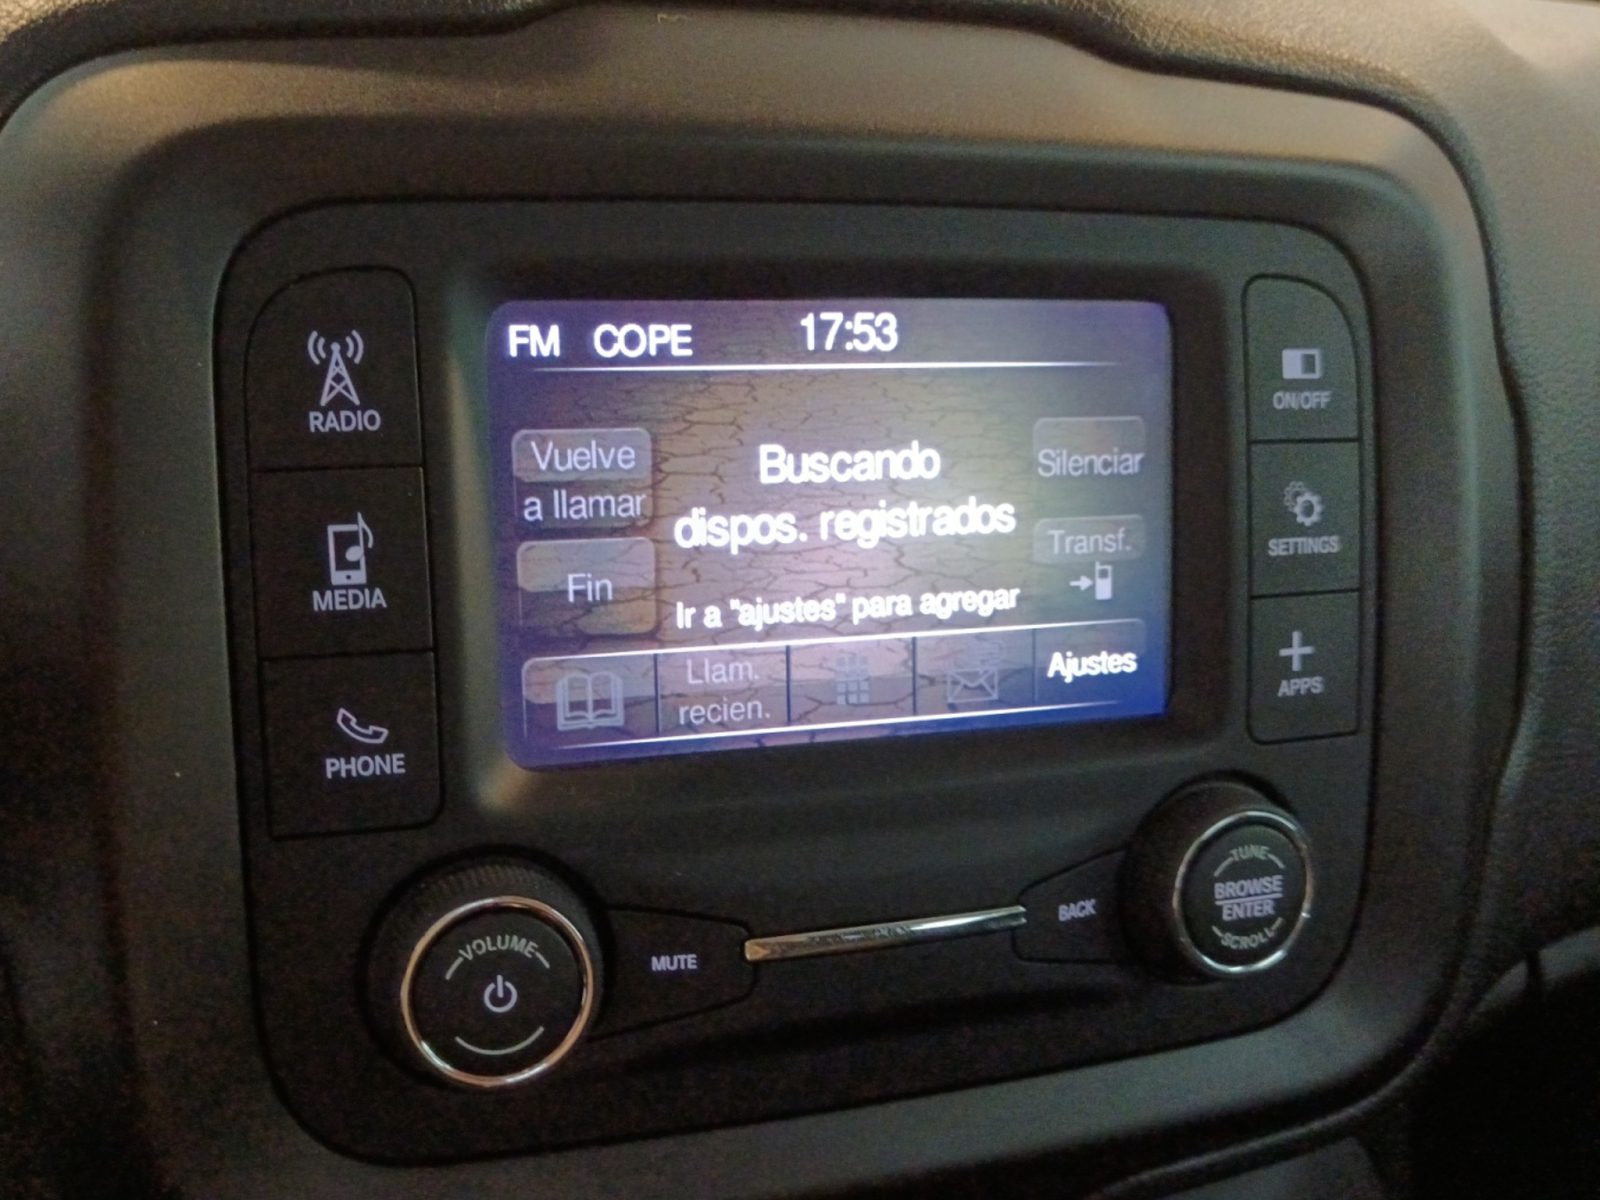 FM COPE 17:53
Vuelve
a llamar
Fin
Buscando
dispos. registrados
Ir a "ajustes" para agregar
Silenciar
Transf.
Llam.
recien.
Ajustes
RADIO
MEDIA
PHONE
ON/OFF
SETTINGS
APPS
VOLUME
MUTE
BACK
TUNE
BROWSE
ENTER
SCROLL